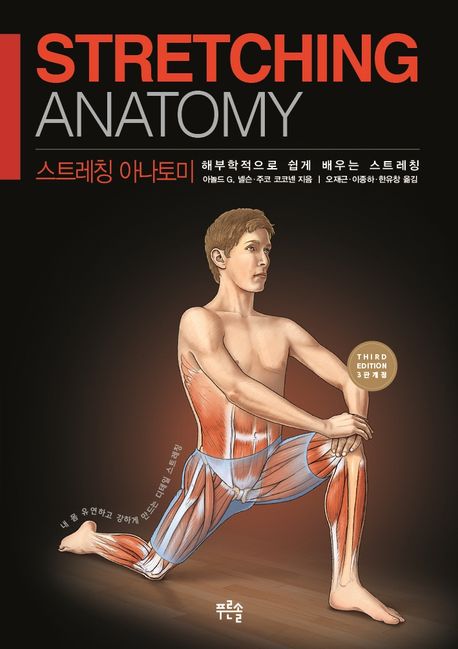 STRETCHING
ANATOMY
스트레칭 아나토미
해부학적으로 쉽게 배우는 스트레칭
아놀드 G. 넬슨·주코 코코넨 지음 | 오재근·이종하·한유창 옮김
THIRD
EDITION
3판개정
내 몸 유연하고 강하게 만드는 디테일 스트레칭
푸른솔